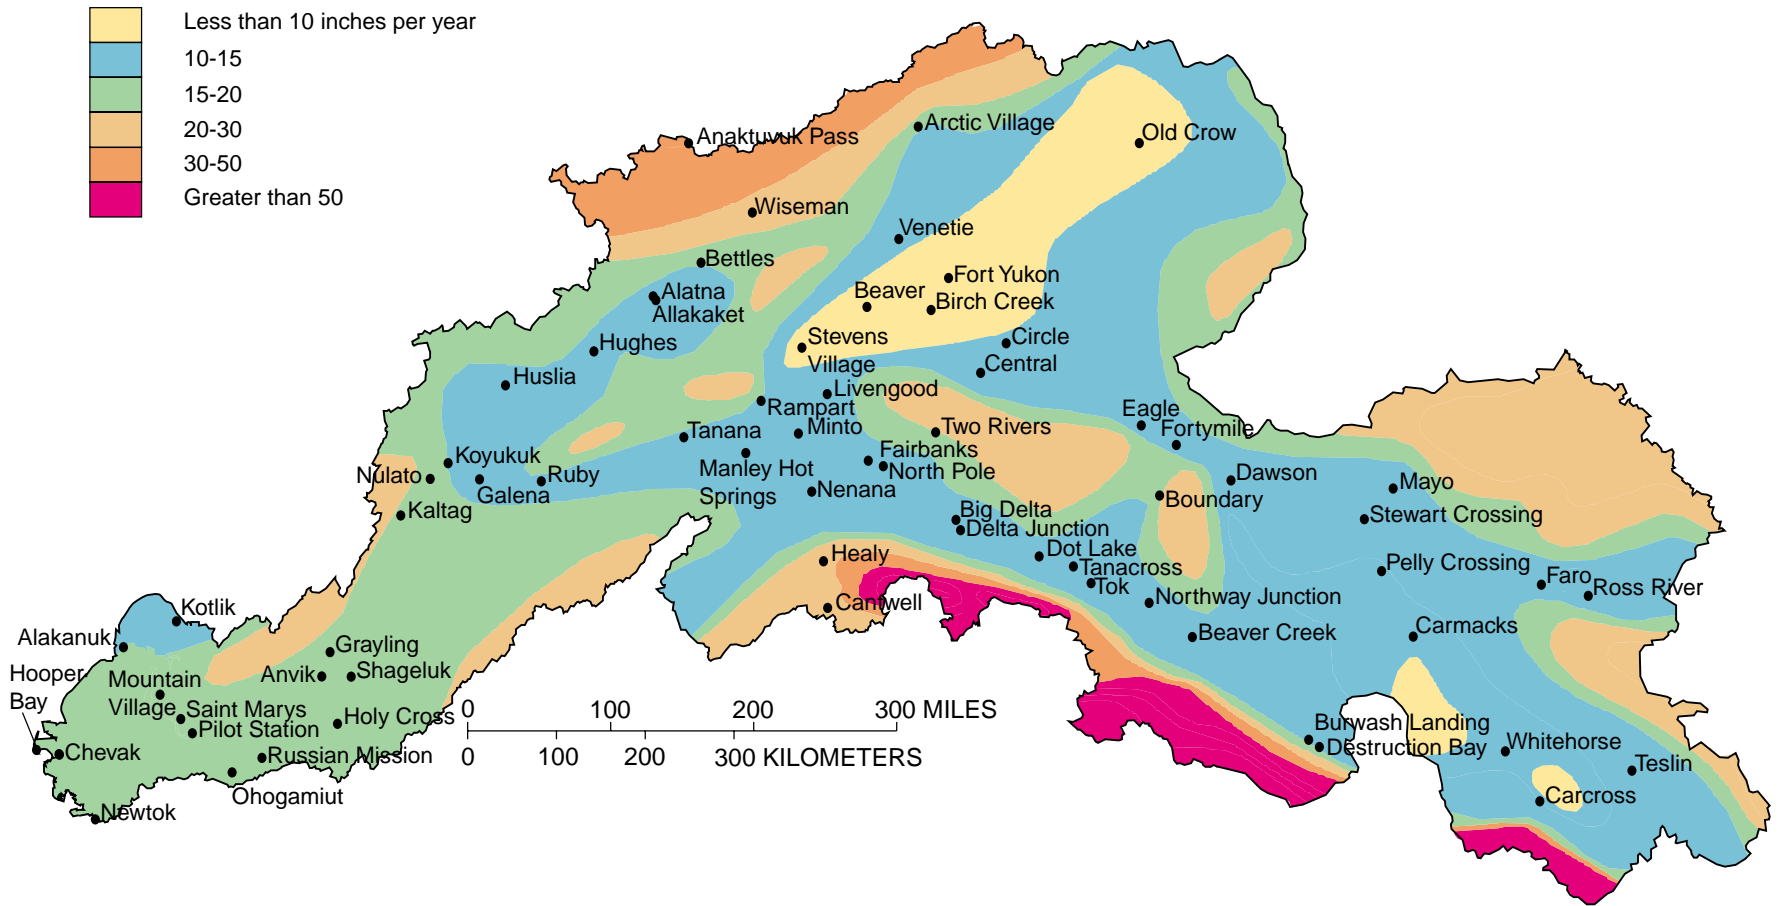 Less than 10 inches per year
10-15
15-20
20-30
30-50
Greater than 50
Anaktuvuk Pass
Arctic Village
Old Crow
Wiseman
Venetie
Bettles
Fort Yukon
Alatna
Beaver
Birch Creek
Allakaket
Stevens
Village
Circle
Hughes
Central
Huslia
Livengood
Rampart
Eagle
Tanana
Minto
Two Rivers
Fortymile
Koyukuk
Fairbanks
Nulato
Ruby
Manley Hot
Springs
North Pole
Dawson
Galena
Nenana
Boundary
Mayo
Kaltag
Big Delta
Stewart Crossing
Delta Junction
Healy
Dot Lake
Tanacross
Pelly Crossing
Tok
Faro
Ross River
Kotlik
Cantwell
Northway Junction
Alakanuk
Grayling
Beaver Creek
Carmacks
Hooper
Bay
Mountain
Village
Anvik
Shageluk
Saint Marys
Holy Cross
Pilot Station
0 100 200 300 MILES
0 100 200 300 KILOMETERS
Burwash Landing
Destruction Bay
Whitehorse
Chevak
Russian Mission
Teslin
Ohogamiut
Carcross
Newtok